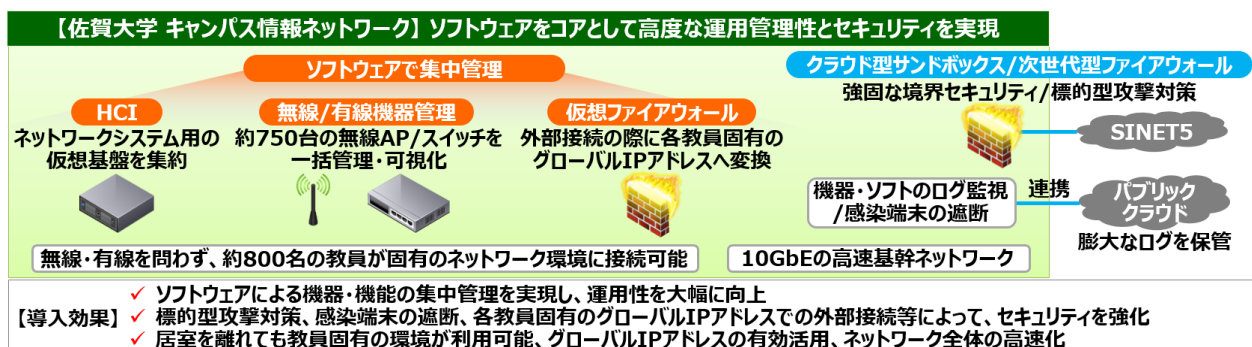 【佐賀大学 キャンパス情報ネットワーク】ソフトウェアをコアとして高度な運用管理性とセキュリティを実現
ソフトウェアで集中管理
HCI
ネットワークシステム用の
仮想基盤を集約
無線/有線機器管理
約750台の無線AP/スイッチを
一括管理・可視化
仮想ファイアウォール
外部接続の際に各教員固有の
グローバルIPアドレスへ変換
クラウド型サンドボックス/次世代型ファイアウォール
強固な境界セキュリティ/標的型攻撃対策
SINET5
機器・ソフトのログ監視
/感染端末の遮断
連携
パブリック
クラウド
膨大なログを保管
無線・有線を問わず、約800名の教員が固有のネットワーク環境に接続可能
10GbEの高速基幹ネットワーク
【導入効果】
✓ ソフトウェアによる機器・機能の集中管理を実現し、運用性を大幅に向上
✓ 標的型攻撃対策、感染端末の遮断、各教員固有のグローバルIPアドレスでの外部接続等によって、セキュリティを強化
✓ 居室を離れても教員固有の環境が利用可能、グローバルIPアドレスの有効活用、ネットワーク全体の高速化